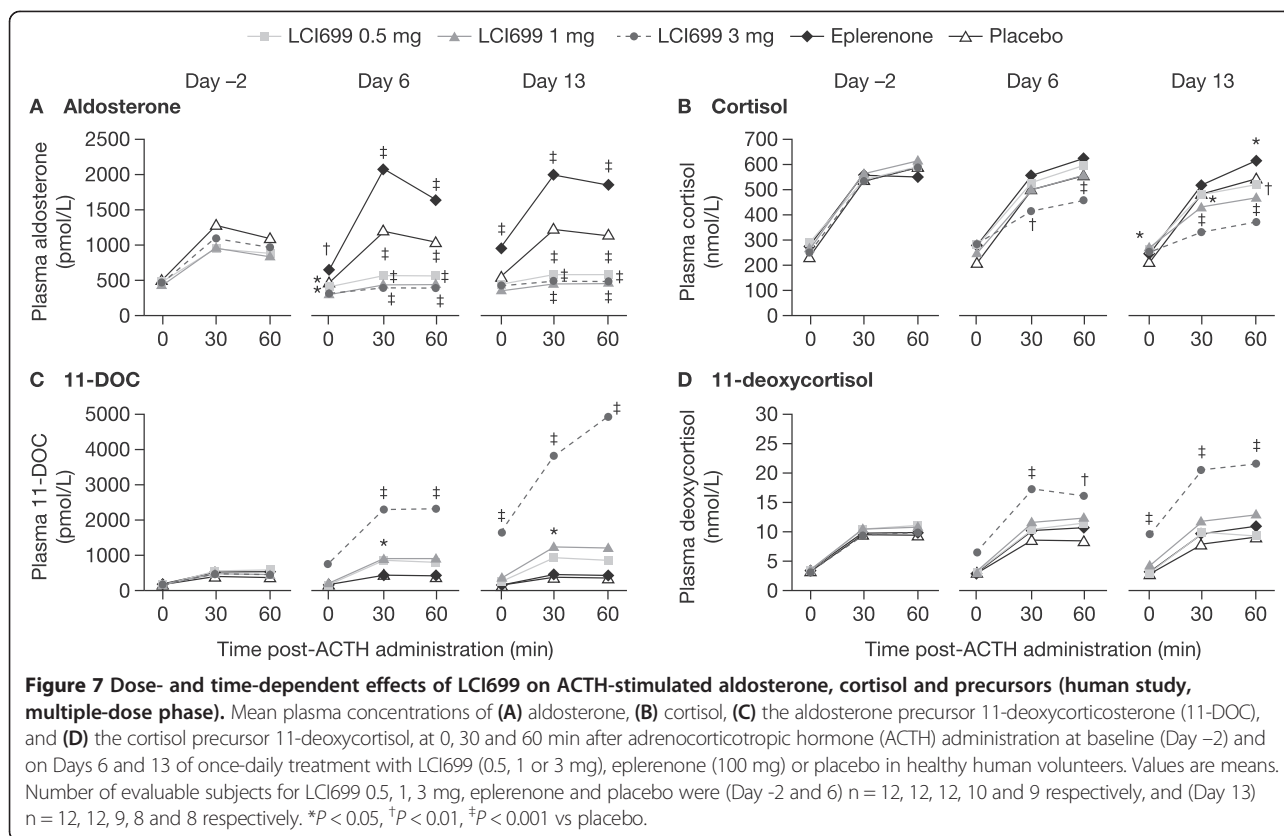 LCI699 0.5 mg LCI699 1 mg LCI699 3 mg Eplerenone Placebo
Day –2 Day 6 Day 13 Day –2 Day 6 Day 13
A Aldosterone
2500
2000
1500
1000
500
0
Plasma aldosterone
(pmol/L)
* * † ‡ ‡ ‡ ‡ ‡ ‡ ‡ ‡
‡ ‡ ‡ ‡ ‡ ‡ ‡ ‡ ‡
0 30 60 0 30 60 0 30 60
B Cortisol
700
600
500
400
300
200
100
0
Plasma cortisol
(nmol/L)
† ‡
* ‡ * * † ‡
0 30 60 0 30 60 0 30 60
C 11-DOC
5000
4000
3000
2000
1000
0
Plasma 11-DOC
(pmol/L)
‡ ‡ *
‡ ‡ ‡ *
0 30 60 0 30 60 0 30 60
D 11-deoxycortisol
30
25
20
15
10
5
0
Plasma deoxycortisol
(nmol/L)
‡ †
‡ ‡ ‡
0 30 60 0 30 60 0 30 60
Time post-ACTH administration (min) Time post-ACTH administration (min)
Figure 7 Dose- and time-dependent effects of LCI699 on ACTH-stimulated aldosterone, cortisol and precursors (human study,
multiple-dose phase). Mean plasma concentrations of (A) aldosterone, (B) cortisol, (C) the aldosterone precursor 11-deoxycorticosterone (11-DOC),
and (D) the cortisol precursor 11-deoxycortisol, at 0, 30 and 60 min after adrenocorticotropic hormone (ACTH) administration at baseline (Day –2) and
on Days 6 and 13 of once-daily treatment with LCI699 (0.5, 1 or 3 mg), eplerenone (100 mg) or placebo in healthy human volunteers. Values are means.
Number of evaluable subjects for LCI699 0.5, 1, 3 mg, eplerenone and placebo were (Day -2 and 6) n = 12, 12, 12, 10 and 9 respectively, and (Day 13)
n = 12, 12, 9, 8 and 8 respectively. *P < 0.05, †P < 0.01, ‡P < 0.001 vs placebo.